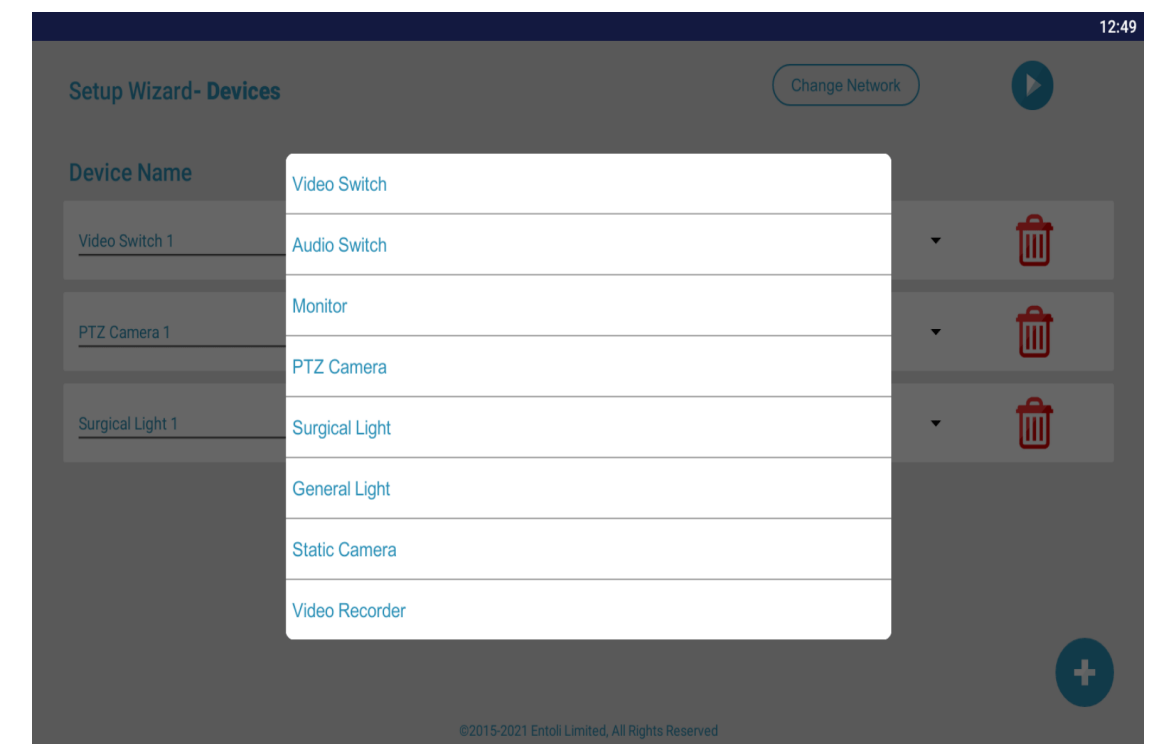 12:49
Setup Wizard- Devices
Change Network
Device Name
Video Switch 1
PTZ Camera 1
Surgical Light 1
Video Switch
Audio Switch
Monitor
PTZ Camera
Surgical Light
General Light
Static Camera
Video Recorder
©2015-2021 Entoli Limited, All Rights Reserved